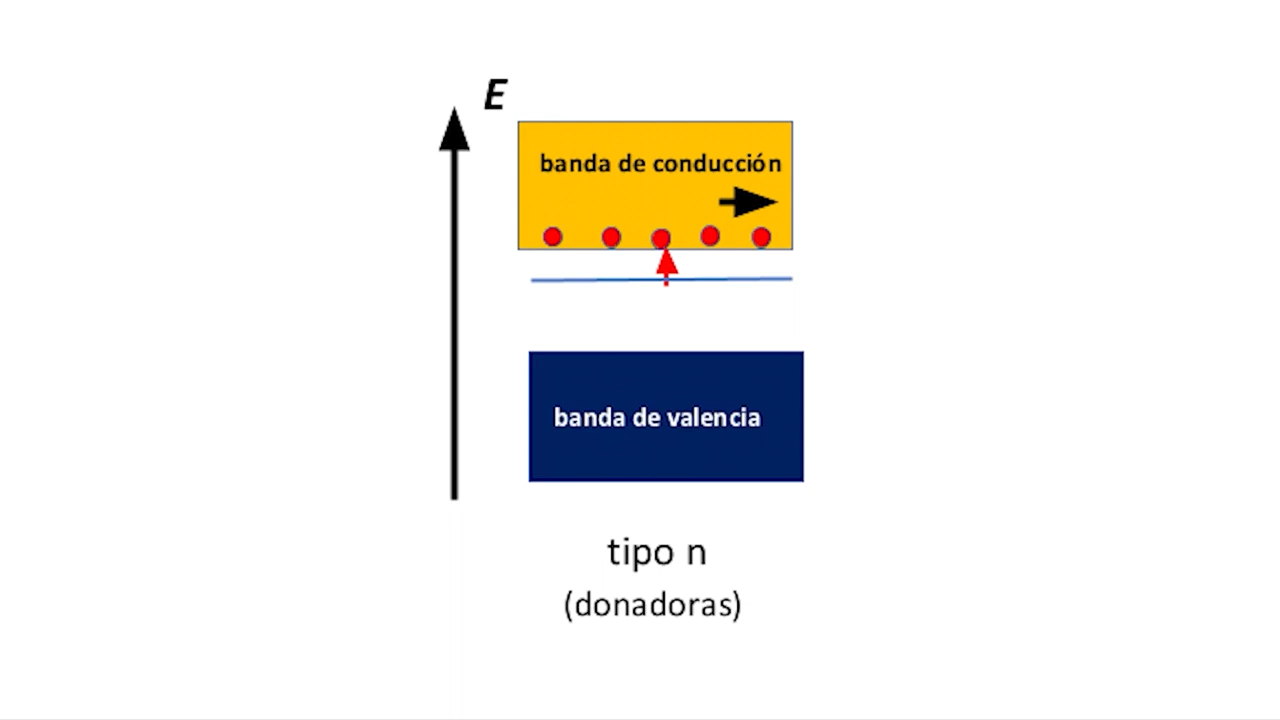 E
banda de conducción
banda de valencia
tipo n
(donadoras)